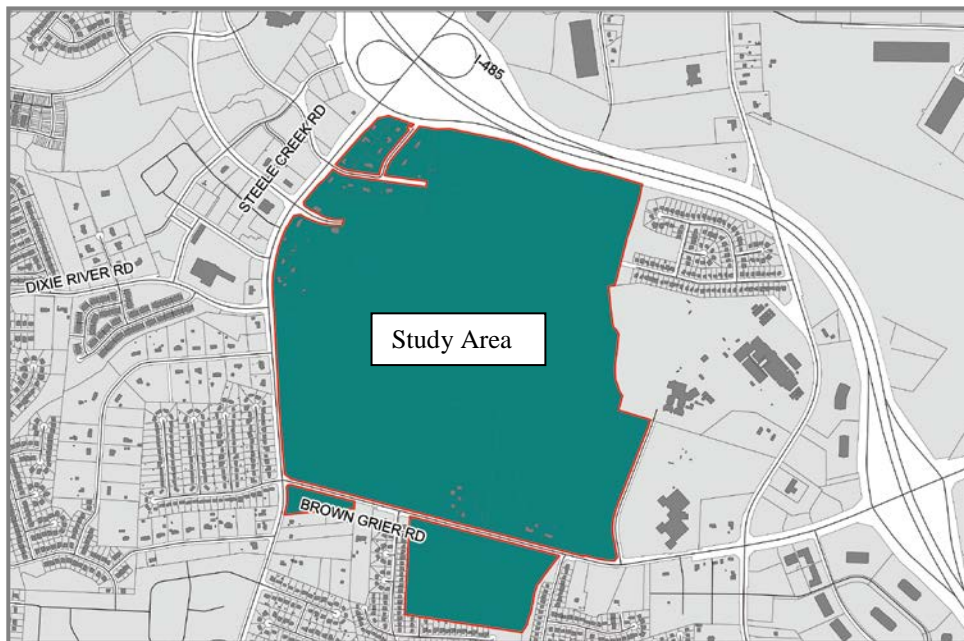 I-485
STEELE CREEK RD
DIXIE RIVER RD
Study Area
BROWN GRIER RD